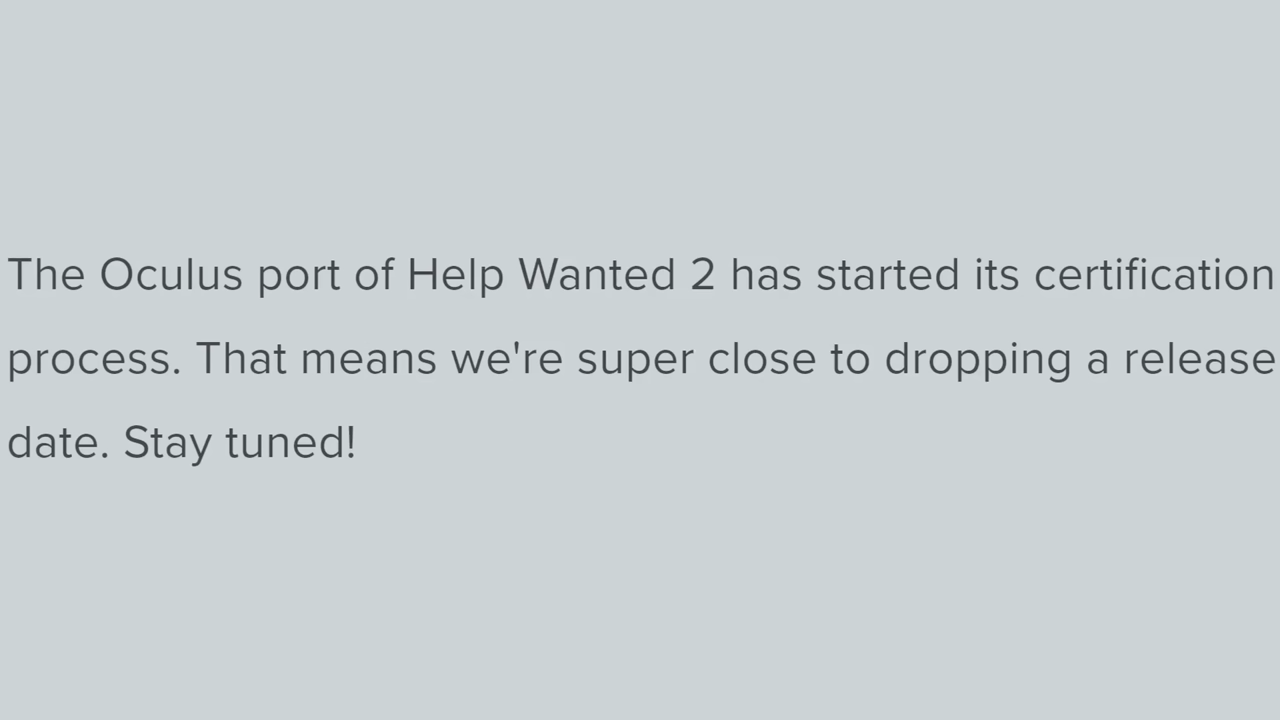 The Oculus port of Help Wanted 2 has started its certification
process. That means we're super close to dropping a release
date. Stay tuned!